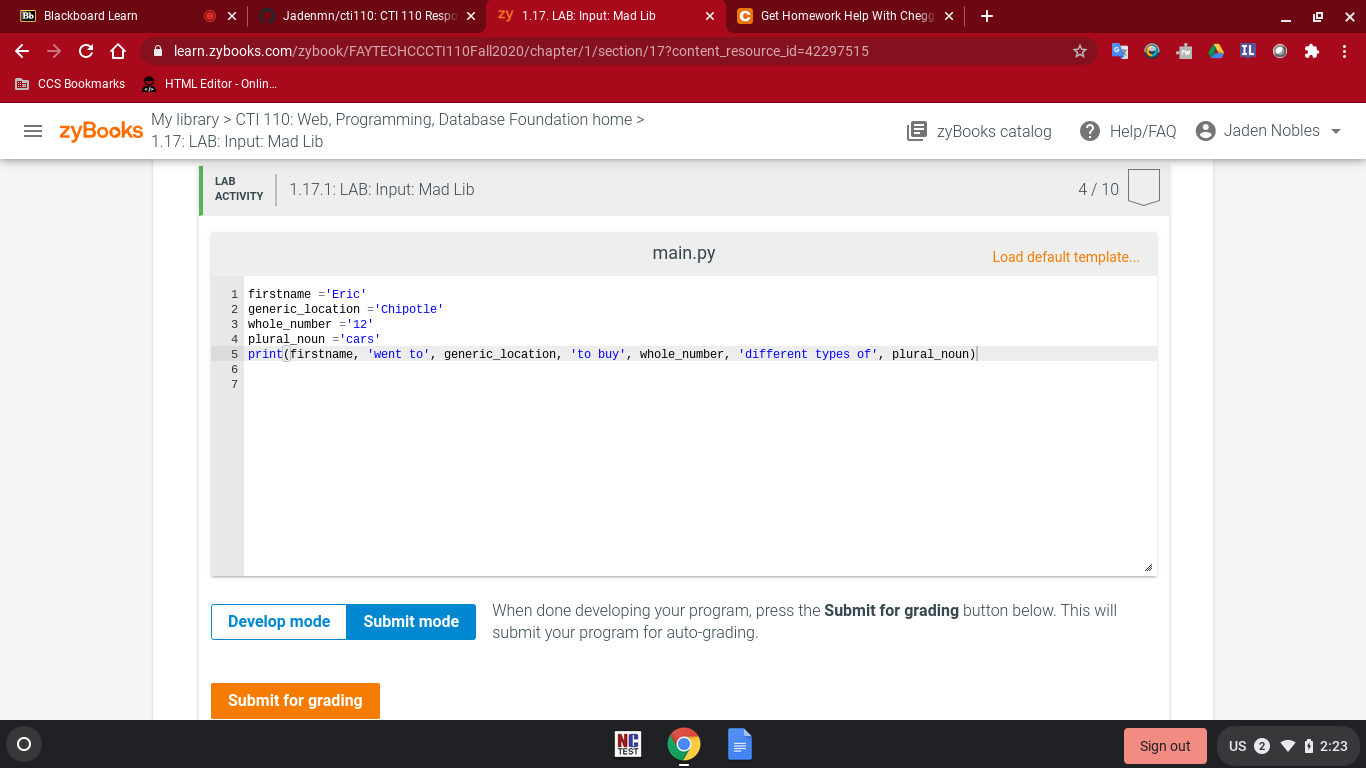 Blackboard Learn
Jadenmn/cti110: CTI 110 Respo
zy 1.17. LAB: Input: Mad Lib
C Get Homework Help With Chegg
learn.zybooks.com/zybook/FAYTECHCCCTI110Fall2020/chapter/1/section/17?content_resource_id=42297515
CCS Bookmarks
HTML Editor - Onlin...
zyBooks
My library > CTI 110: Web, Programming, Database Foundation home >
1.17: LAB: Input: Mad Lib
zyBooks catalog
Help/FAQ
Jaden Nobles
LAB
ACTIVITY
1.17.1: LAB: Input: Mad Lib
4 / 10
main.py
Load default template...
1 firstname ='Eric'
2 generic_location ='Chipotle'
3 whole_number ='12'
4 plural_noun ='cars'
5 print(firstname, 'went to', generic_location, 'to buy', whole_number, 'different types of', plural_noun)
6
7
Develop mode
Submit mode
When done developing your program, press the Submit for grading button below. This will
submit your program for auto-grading.
Submit for grading
NC
TEST
Sign out
US 2 2:23